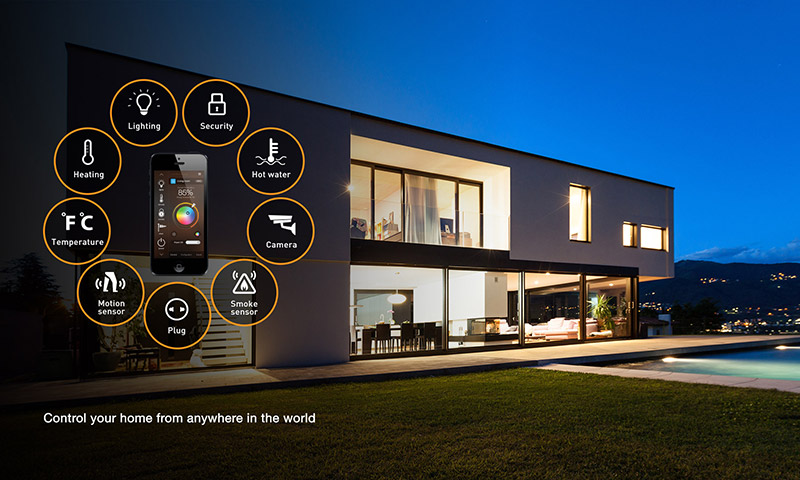 Lighting
Security
Heating
Hot water
°F°C
Temperature
Camera
Motion
sensor
Smoke
sensor
Plug
85%
Control your home from anywhere in the world